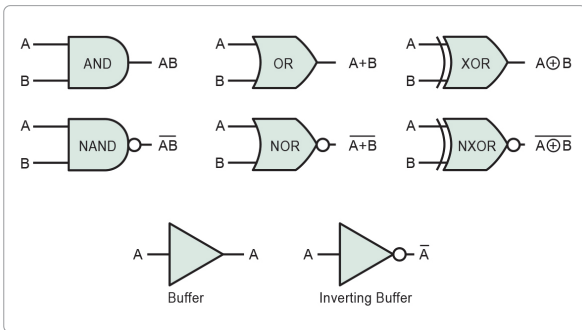 A AND AB
B
A OR A+B
B
A XOR A⊕B
B
A NAND A̅B̅
B
A NOR A̅+̅B̅
B
A NXOR A̅⊕̅B̅
B
A A
Buffer
A A̅
Inverting Buffer